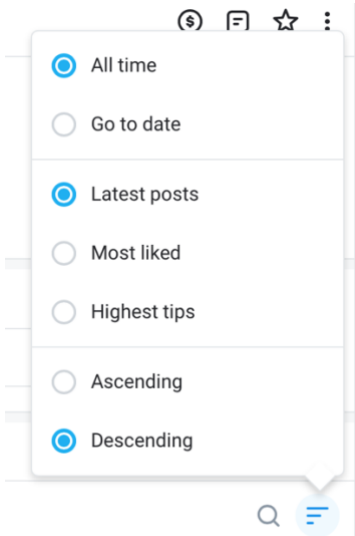 $
All time
Go to date
Latest posts
Most liked
Highest tips
Ascending
Descending